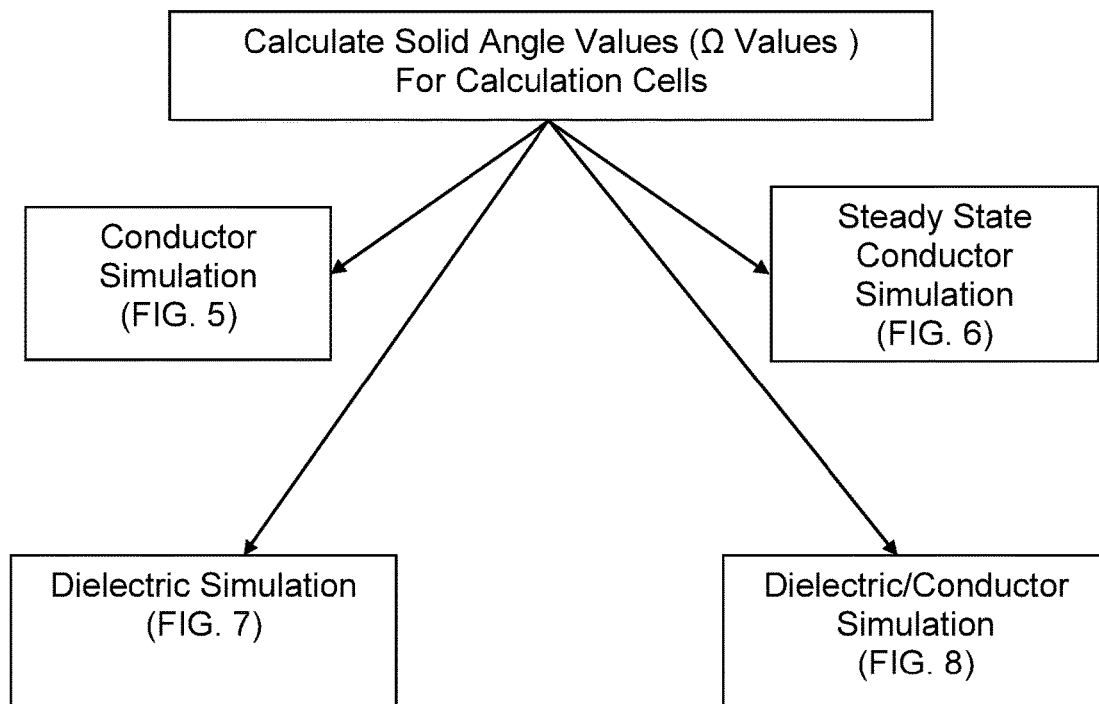 Calculate Solid Angle Values (Ω Values )
For Calculation Cells
Conductor
Simulation
(FIG. 5)
Steady State
Conductor
Simulation
(FIG. 6)
Dielectric Simulation
(FIG. 7)
Dielectric/Conductor
Simulation
(FIG. 8)